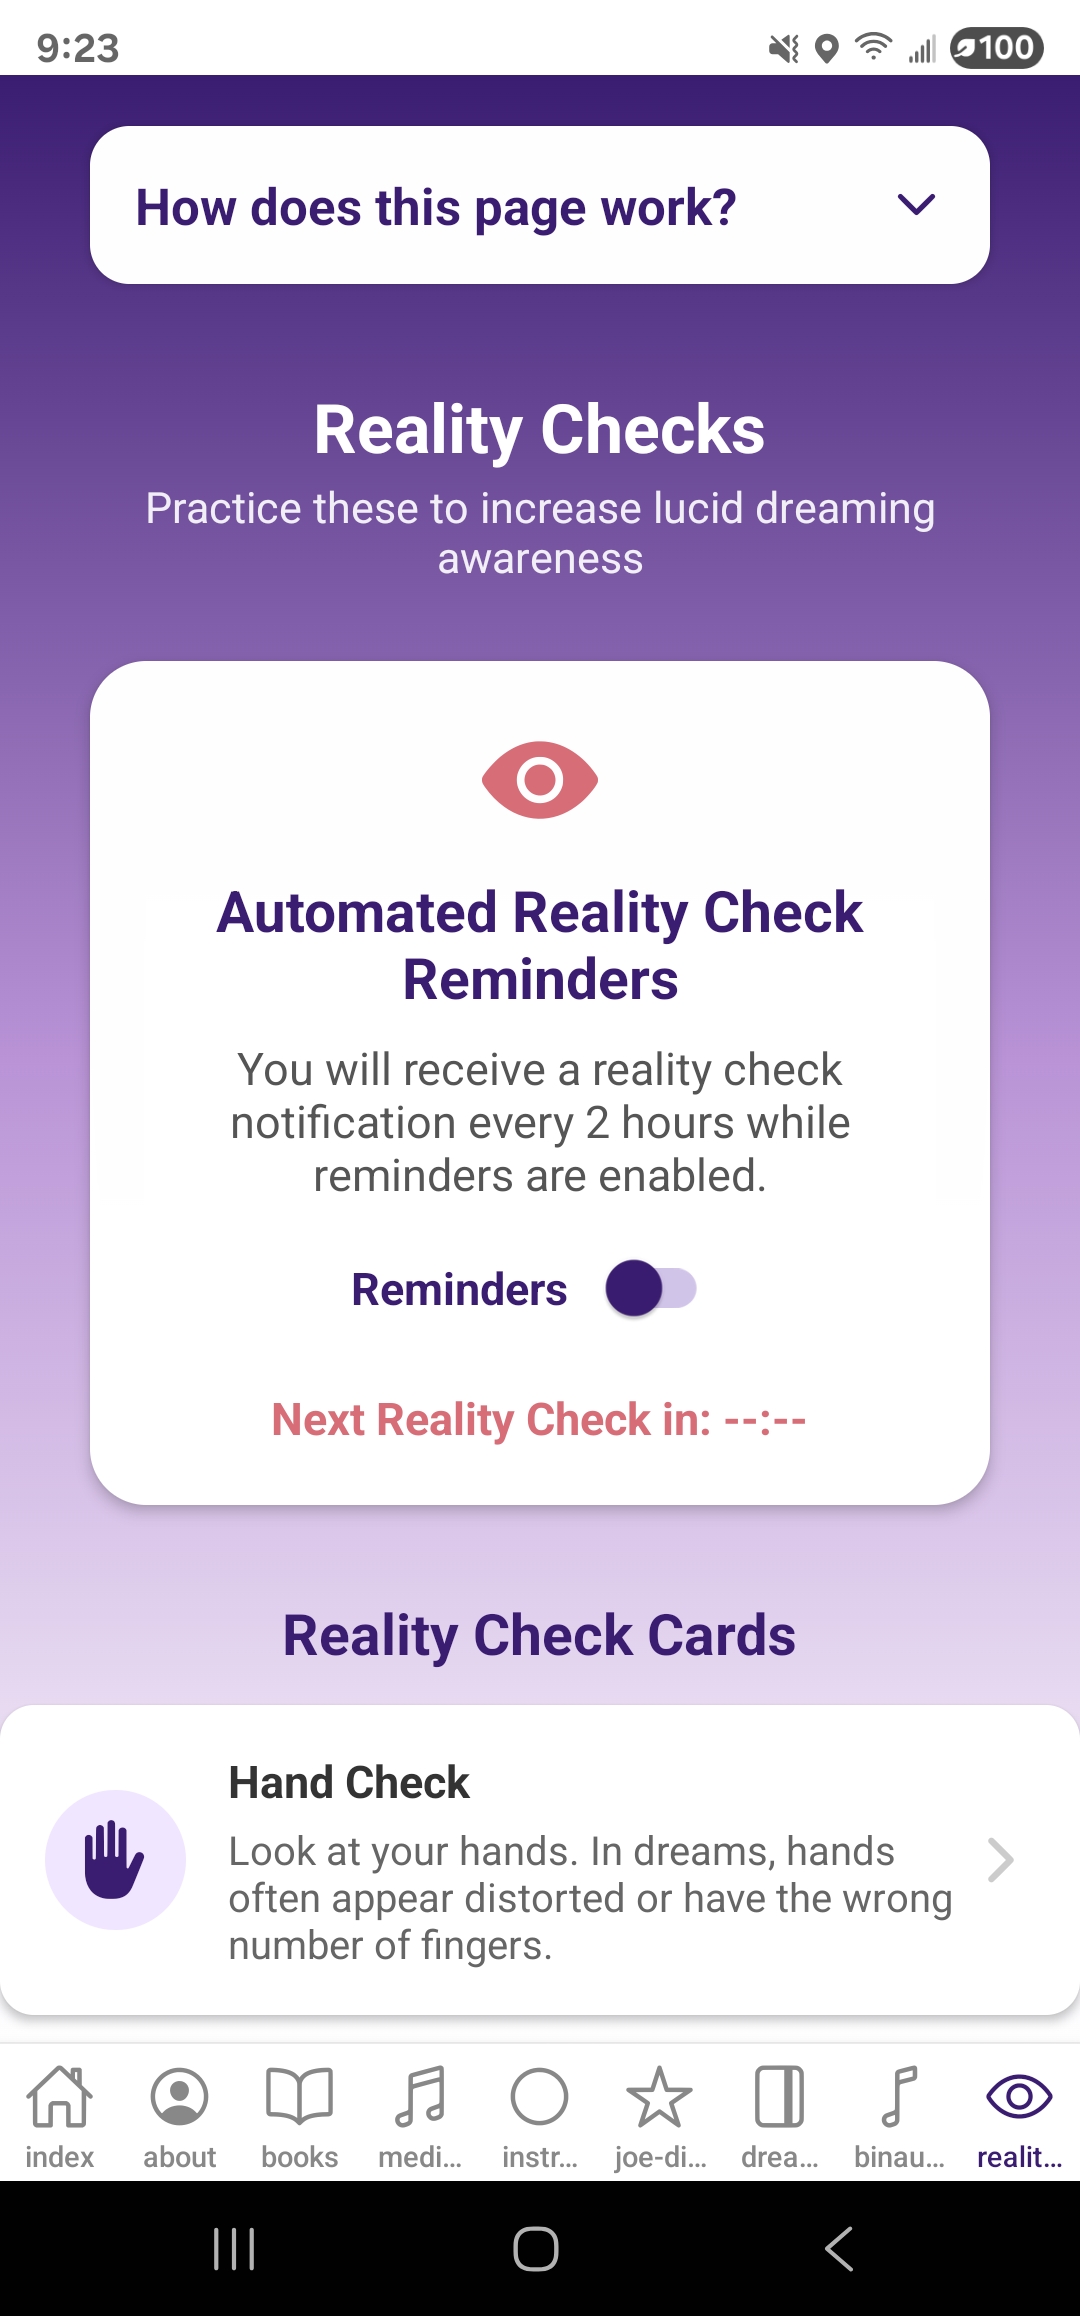 9:23
100
How does this page work?
Reality Checks
Practice these to increase lucid dreaming
awareness
Automated Reality Check
Reminders
You will receive a reality check
notification every 2 hours while
reminders are enabled.
Reminders
Next Reality Check in: --:--
Reality Check Cards
Hand Check
Look at your hands. In dreams, hands
often appear distorted or have the wrong
number of fingers.
index about books medi... instr... joe-di... drea... binau... realit...